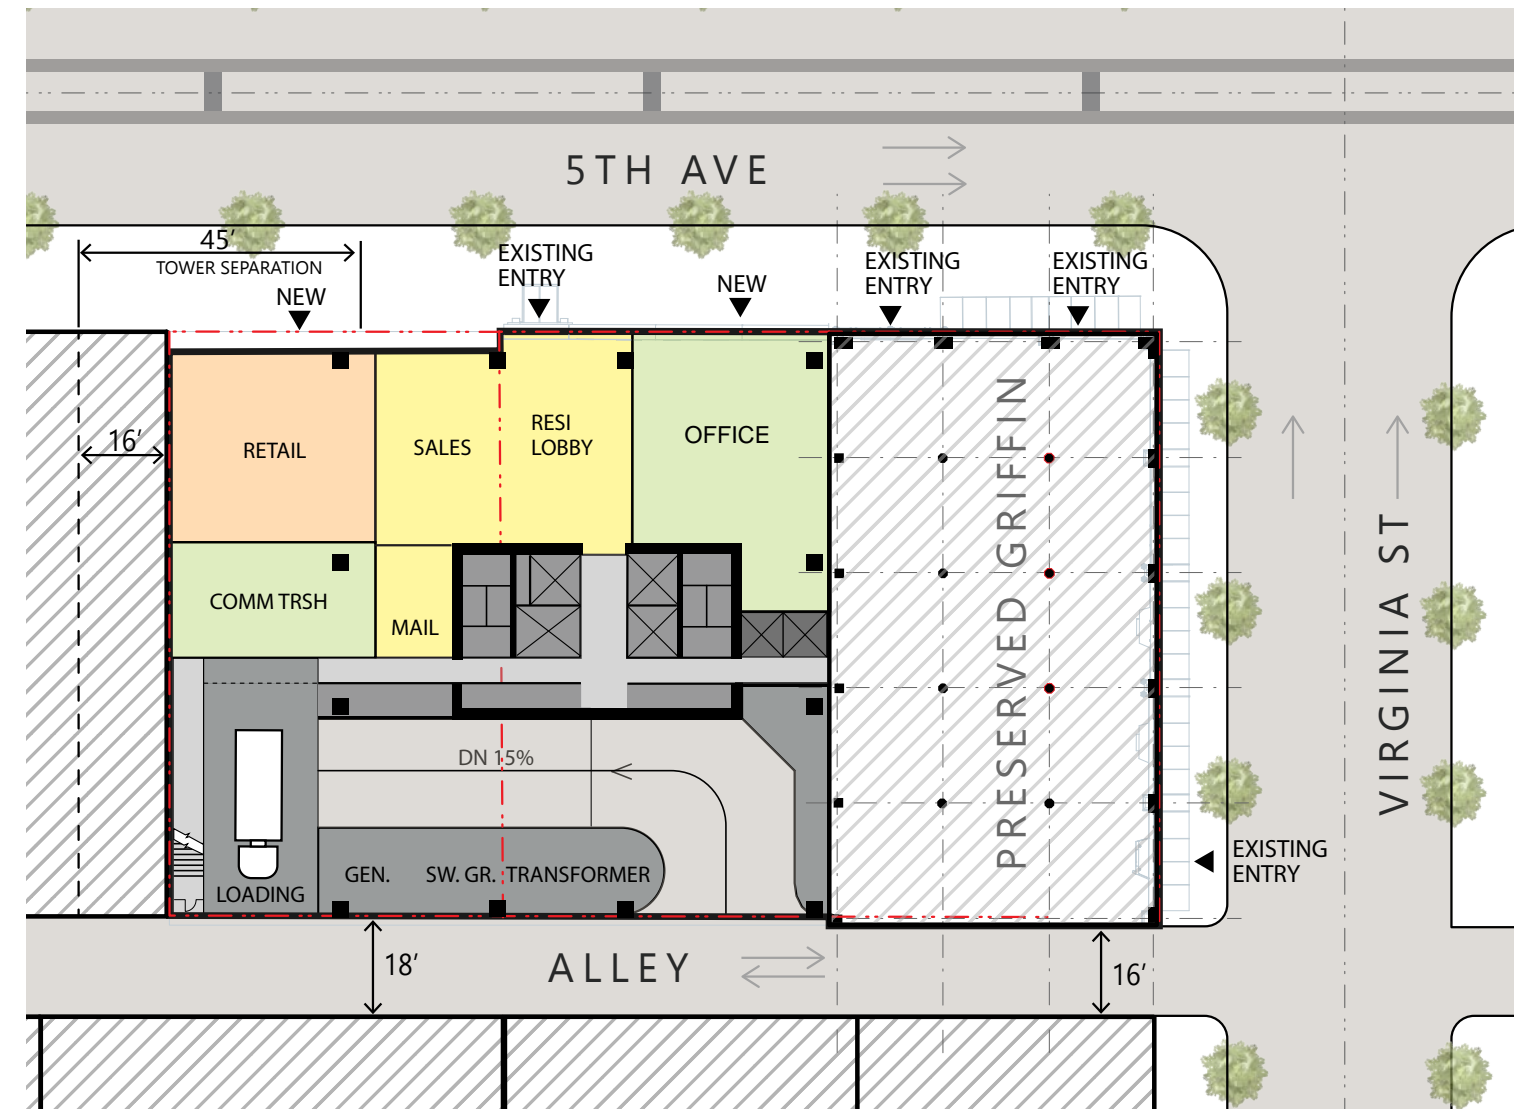 5TH AVE
45'
TOWER SEPARATION
NEW
EXISTING
ENTRY
NEW
EXISTING
ENTRY
EXISTING
ENTRY
16'
RETAIL
SALES
RESI
LOBBY
OFFICE
PRESERVED GRIFFIN
VIRGINIA ST
COMM TRSH
MAIL
DN 15%
GEN.
SW. GR.
TRANSFORMER
LOADING
EXISTING
ENTRY
18'
ALLEY
16'